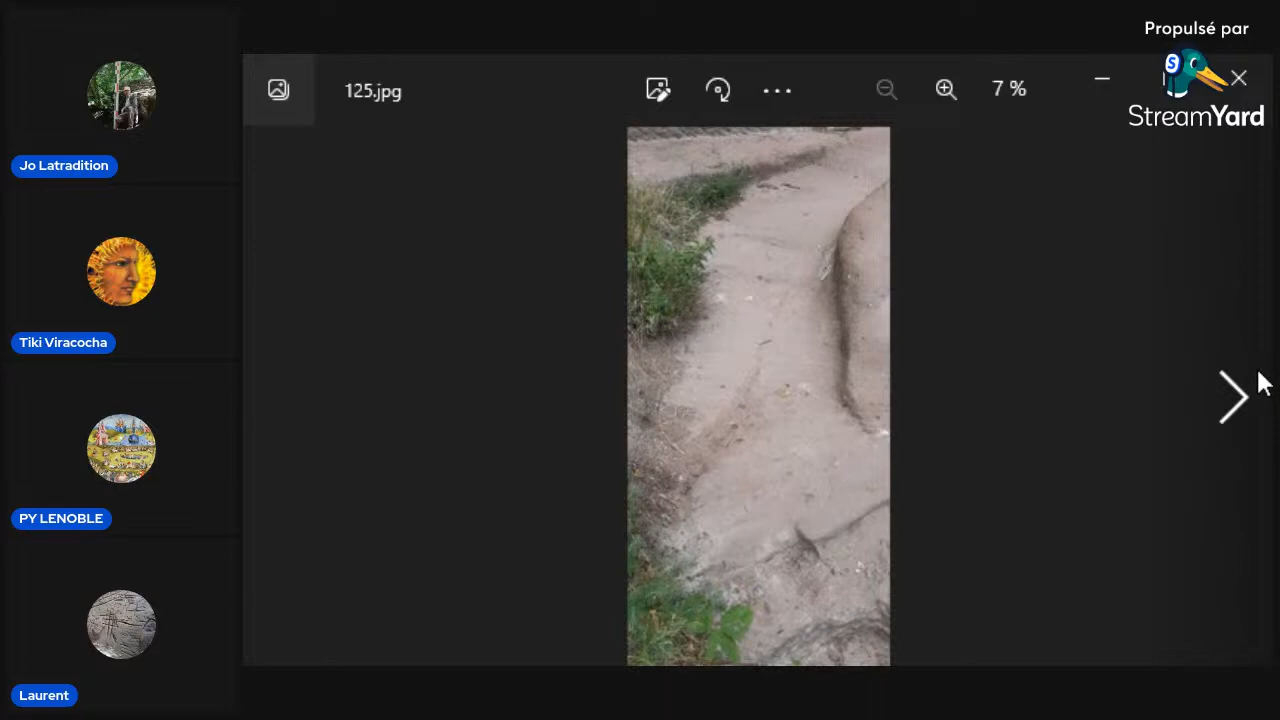 Propulsé par
StreamYard
125.jpg
7 %
Jo Latradition
Tiki Viracocha
PY LENOBLE
Laurent